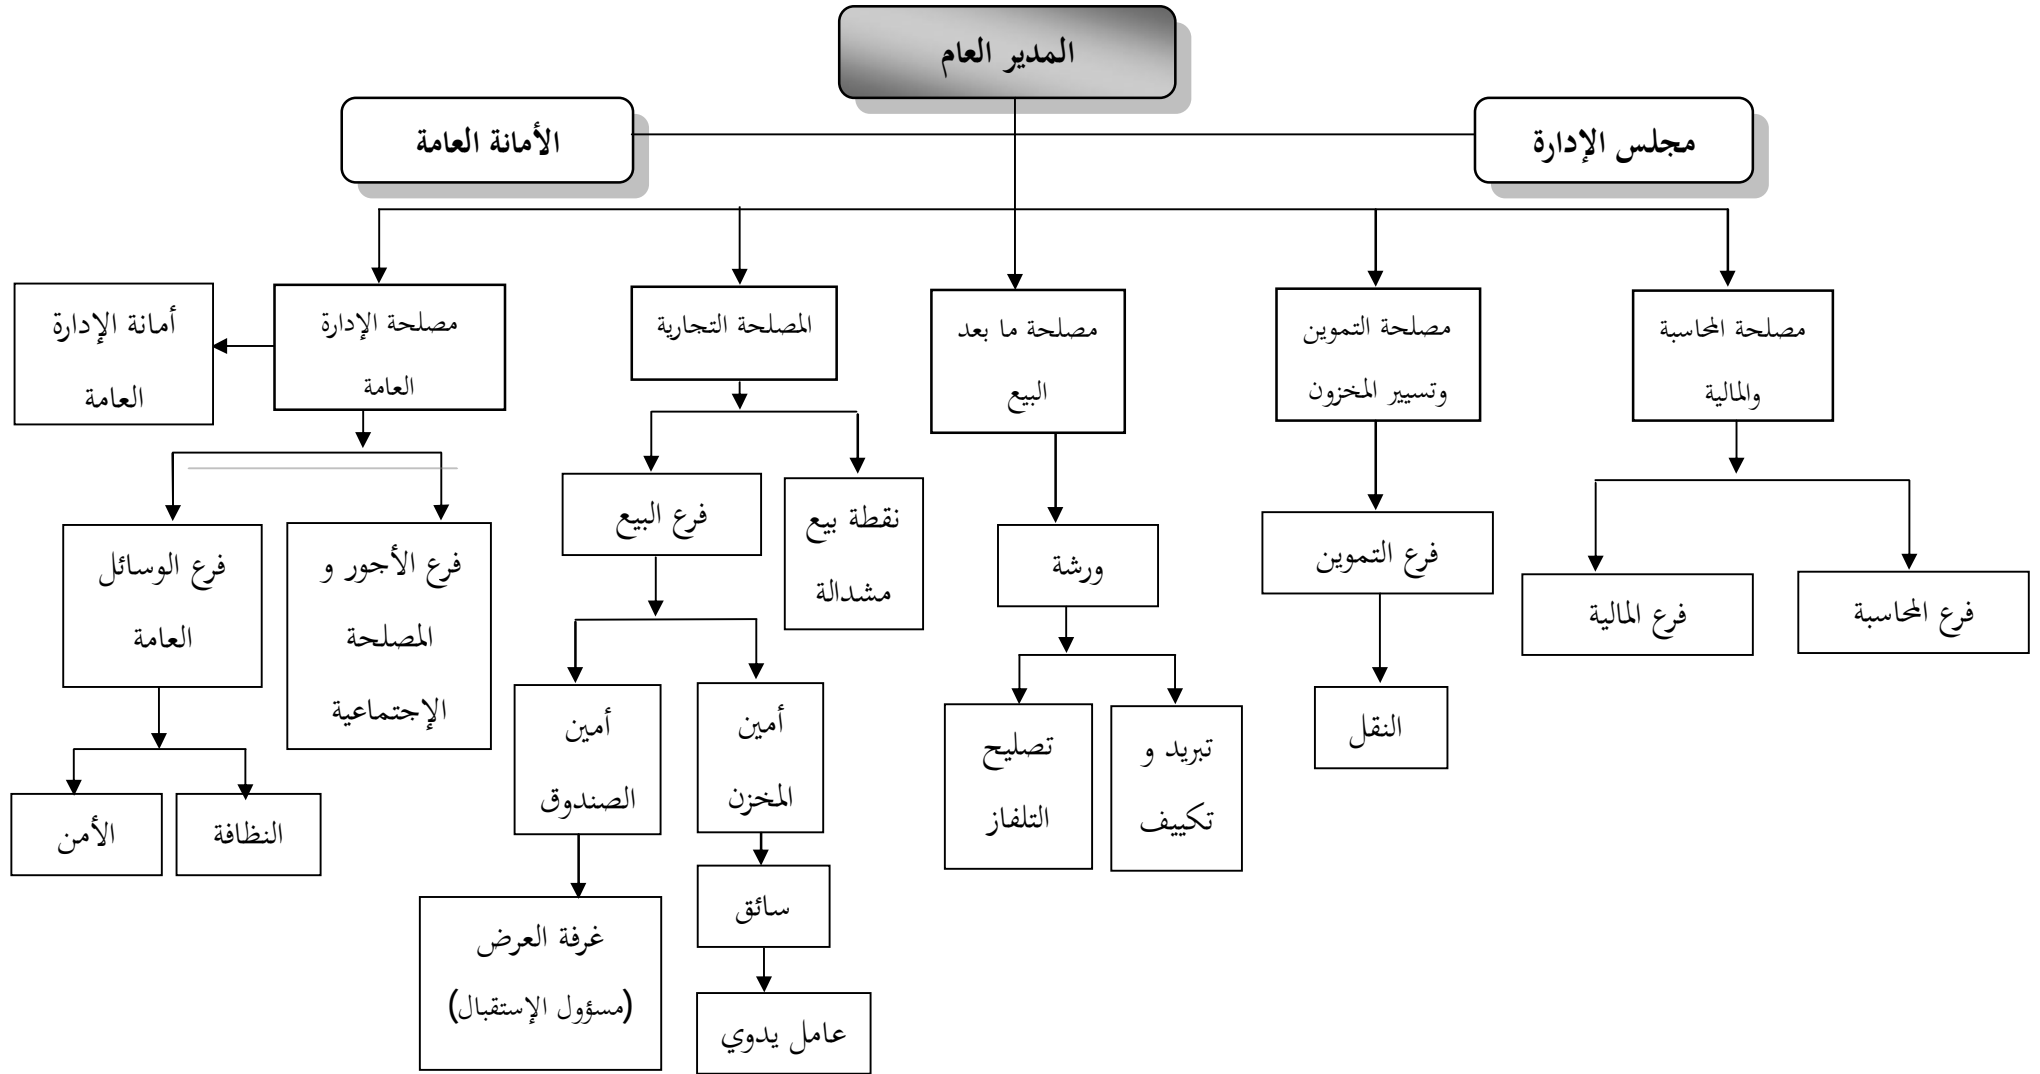 المدير العام
مجلس الإدارة
الأمانة العامة
مصلحة المحاسبة
والمالية
مصلحة التموين
وتسيير المخزون
مصلحة ما بعد
البيع
المصلحة التجارية
مصلحة الإدارة
العامة
أمانة الإدارة
العامة
فرع المحاسبة
فرع المالية
فرع التموين
النقل
ورشة
تبريد و
تكييف
تصليح
التلفاز
نقطة بيع
مشدالة
فرع البيع
أمين
المخزن
أمين
الصندوق
سائق
عامل يدوي
غرفة العرض
(مسؤول الإستقبال)
فرع الأجور و
المصلحة
الإجتماعية
فرع الوسائل
العامة
النظافة
الأمن